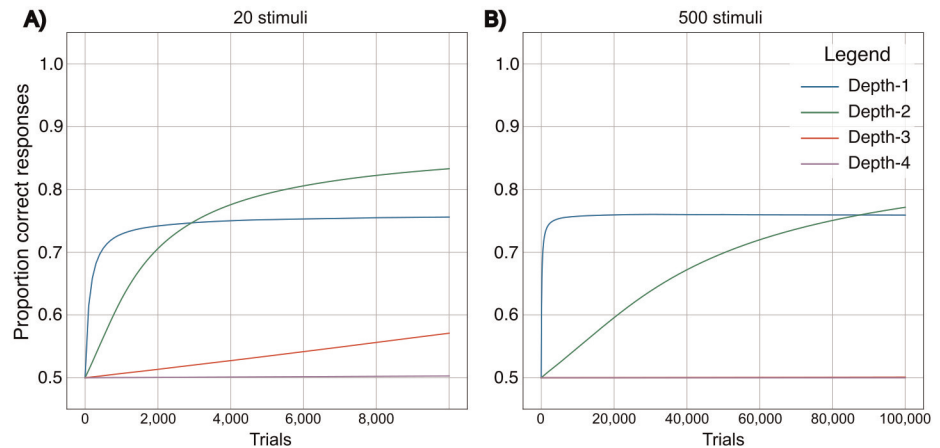 A) 20 stimuli
B) 500 stimuli
Proportion correct responses
1.0
0.9
0.8
0.7
0.6
0.5
0 2,000 4,000 6,000 8,000
Trials
1.0
0.9
0.8
0.7
0.6
0.5
0 20,000 40,000 60,000 80,000 100,000
Trials
Legend
Depth-1
Depth-2
Depth-3
Depth-4